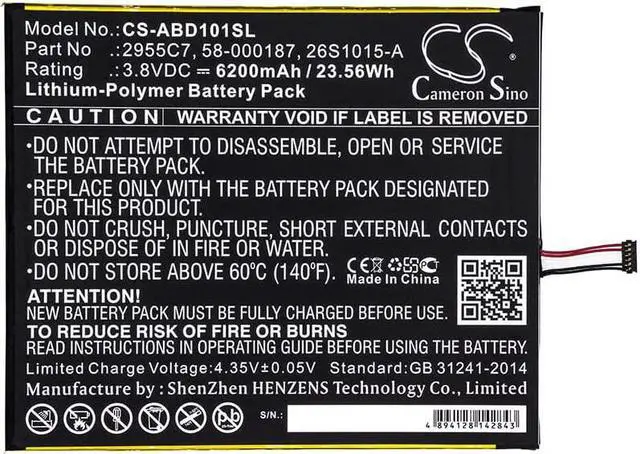 Model No.: CS-ABD101SL
Part No.: 2955C7, 58-000187, 26S1015-A
Rating: 3.8VDC ⎓ 6200mAh / 23.56Wh
Lithium-Polymer Battery Pack
CS
Cameron Sino
CAUTION WARRANTY VOID IF LABEL IS REMOVED
•DO NOT ATTEMPT TO DISASSEMBLE, OPEN OR SERVICE
THE BATTERY PACK.
•REPLACE ONLY WITH THE BATTERY PACK DESIGNATED
FOR THIS PRODUCT.
•DO NOT CRUSH, PUNCTURE, SHORT EXTERNAL CONTACTS
OR DISPOSE OF IN FIRE OR WATER.
•DO NOT STORE ABOVE 60°C (140°F).
CE
Made In China
ATTENTION!
NEW BATTERY PACK MUST BE FULLY CHARGED BEFORE USE
TO REDUCE RISK OF FIRE OR BURNS
READ INSTRUCTIONS OF OPERATING GUIDE BEFORE USING
Limited Charge Voltage: 4.35V±0.05V Standard:GB 31241-2014
Manufacturer: ShenZhen HENZENS Technology Co., Ltd.
Pb
S/N.:
4 894128 142843